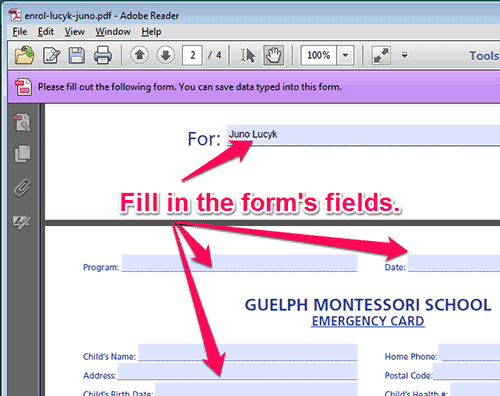 enrol-lucyk-juno.pdf - Adobe Reader
File Edit View Window Help
2 / 4 100% Tools
Please fill out the following form. You can save data typed into this form.
For: Juno Lucyk
Fill in the form's fields.
Program: Date:
GUELPH MONTESSORI SCHOOL
EMERGENCY CARD
Child's Name: Home Phone:
Address: Postal Code:
Child's Birth Date: Child's Health #: